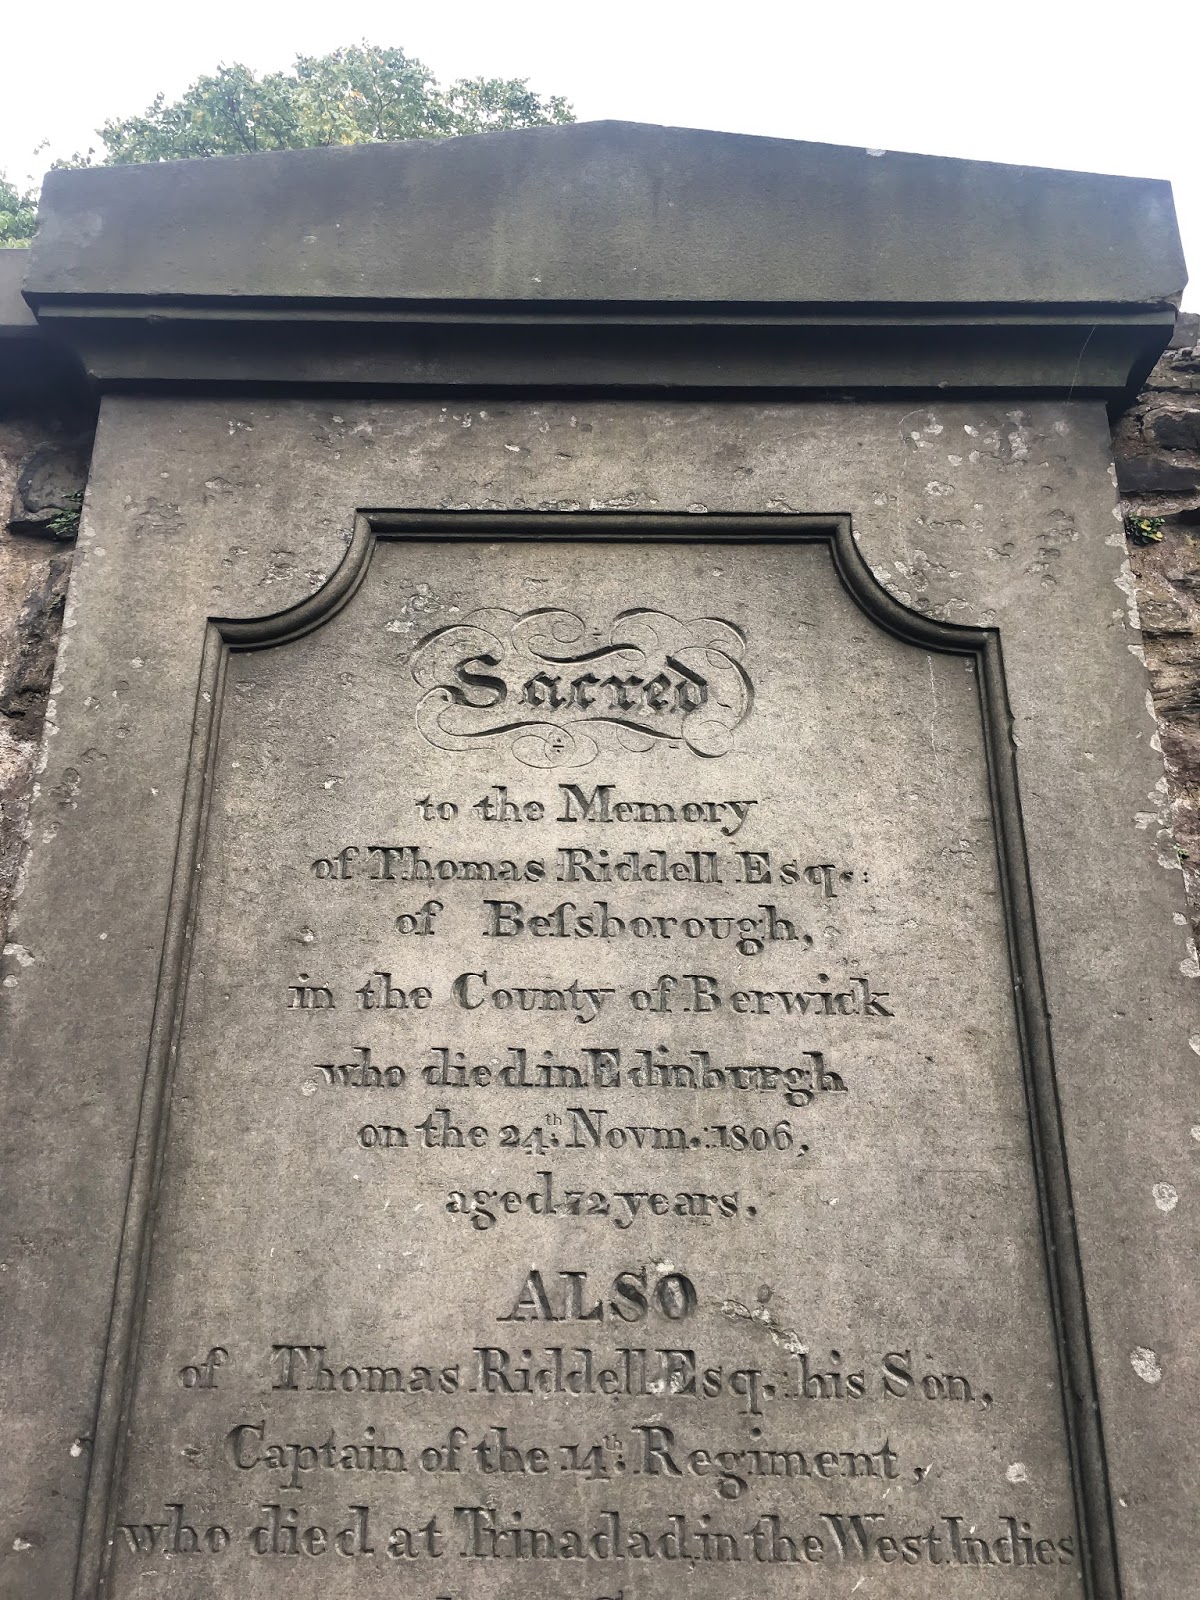 Sacred
to the Memory
of Thomas Riddell Esq.
of Beſsborough,
in the County of Berwick
who died in Edinburgh
on the 24th Novm. 1806,
aged 72 years.
ALSO
of Thomas Riddell Esq. his Son,
Captain of the 14th Regiment,
who died at Trinadad in the West Indies